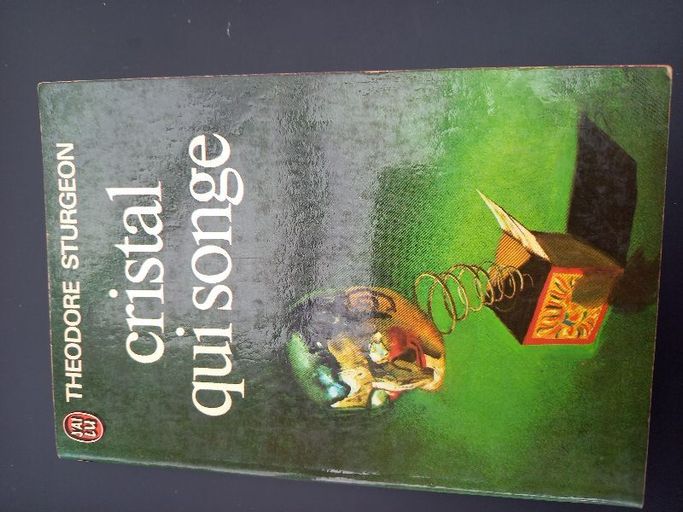 THEODORE STURGEON
cristal
qui songe
J'AI
LU